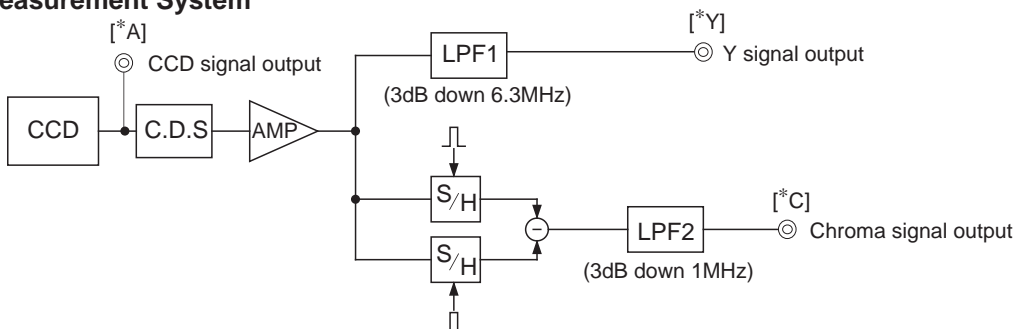 easurement System
[*A]
CCD signal output
[*Y]
Y signal output
LPF1
(3dB down 6.3MHz)
CCD
C.D.S
AMP
S/H
S/H
−
LPF2
(3dB down 1MHz)
[*C]
Chroma signal output